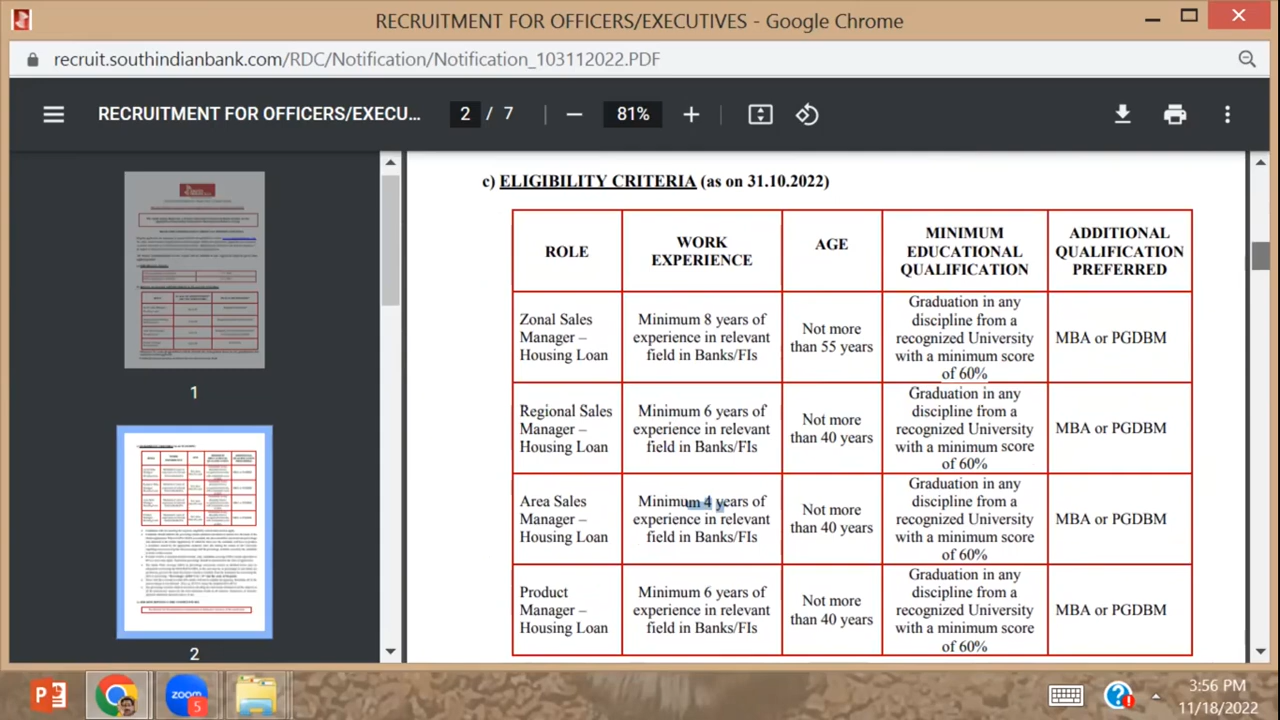 RECRUITMENT FOR OFFICERS/EXECUTIVES - Google Chrome
recruit.southindianbank.com/RDC/Notification/Notification_103112022.PDF
RECRUITMENT FOR OFFICERS/EXECU...
2 / 7
81%
1
2
c) ELIGIBILITY CRITERIA (as on 31.10.2022)
ROLE
WORK
EXPERIENCE
AGE
MINIMUM
EDUCATIONAL
QUALIFICATION
ADDITIONAL
QUALIFICATION
PREFERRED
Zonal Sales
Manager –
Housing Loan
Minimum 8 years of
experience in relevant
field in Banks/FIs
Not more
than 55 years
Graduation in any
discipline from a
recognized University
with a minimum score
of 60%
MBA or PGDBM
Regional Sales
Manager –
Housing Loan
Minimum 6 years of
experience in relevant
field in Banks/FIs
Not more
than 40 years
Graduation in any
discipline from a
recognized University
with a minimum score
of 60%
MBA or PGDBM
Area Sales
Manager –
Housing Loan
Minimum 4 years of
experience in relevant
field in Banks/FIs
Not more
than 40 years
Graduation in any
discipline from a
recognized University
with a minimum score
of 60%
MBA or PGDBM
Product
Manager –
Housing Loan
Minimum 6 years of
experience in relevant
field in Banks/FIs
Not more
than 40 years
Graduation in any
discipline from a
recognized University
with a minimum score
of 60%
MBA or PGDBM
P
zoom
5
3:56 PM
11/18/2022